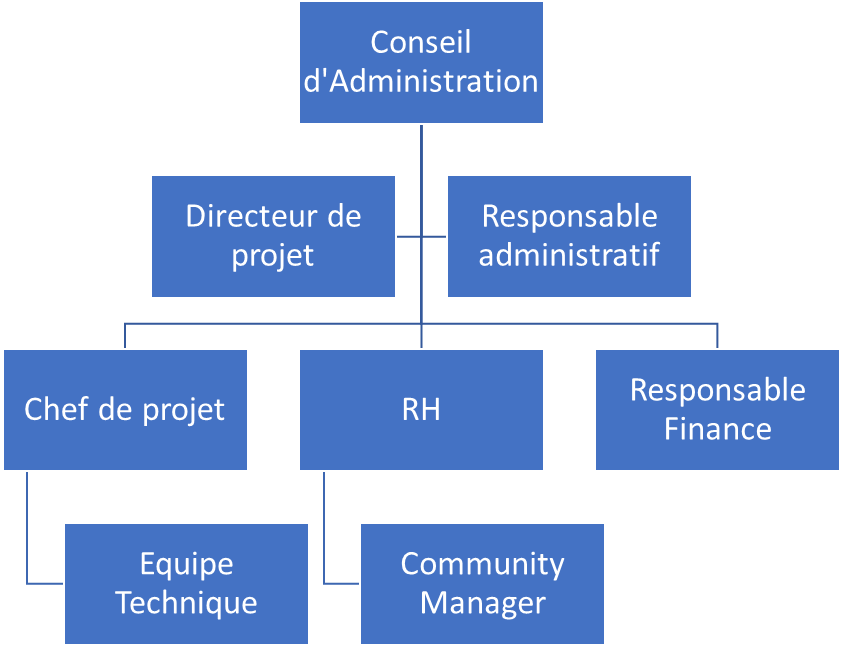 Conseil
d'Administration
Directeur de
projet
Responsable
administratif
Chef de projet
RH
Responsable
Finance
Equipe
Technique
Community
Manager